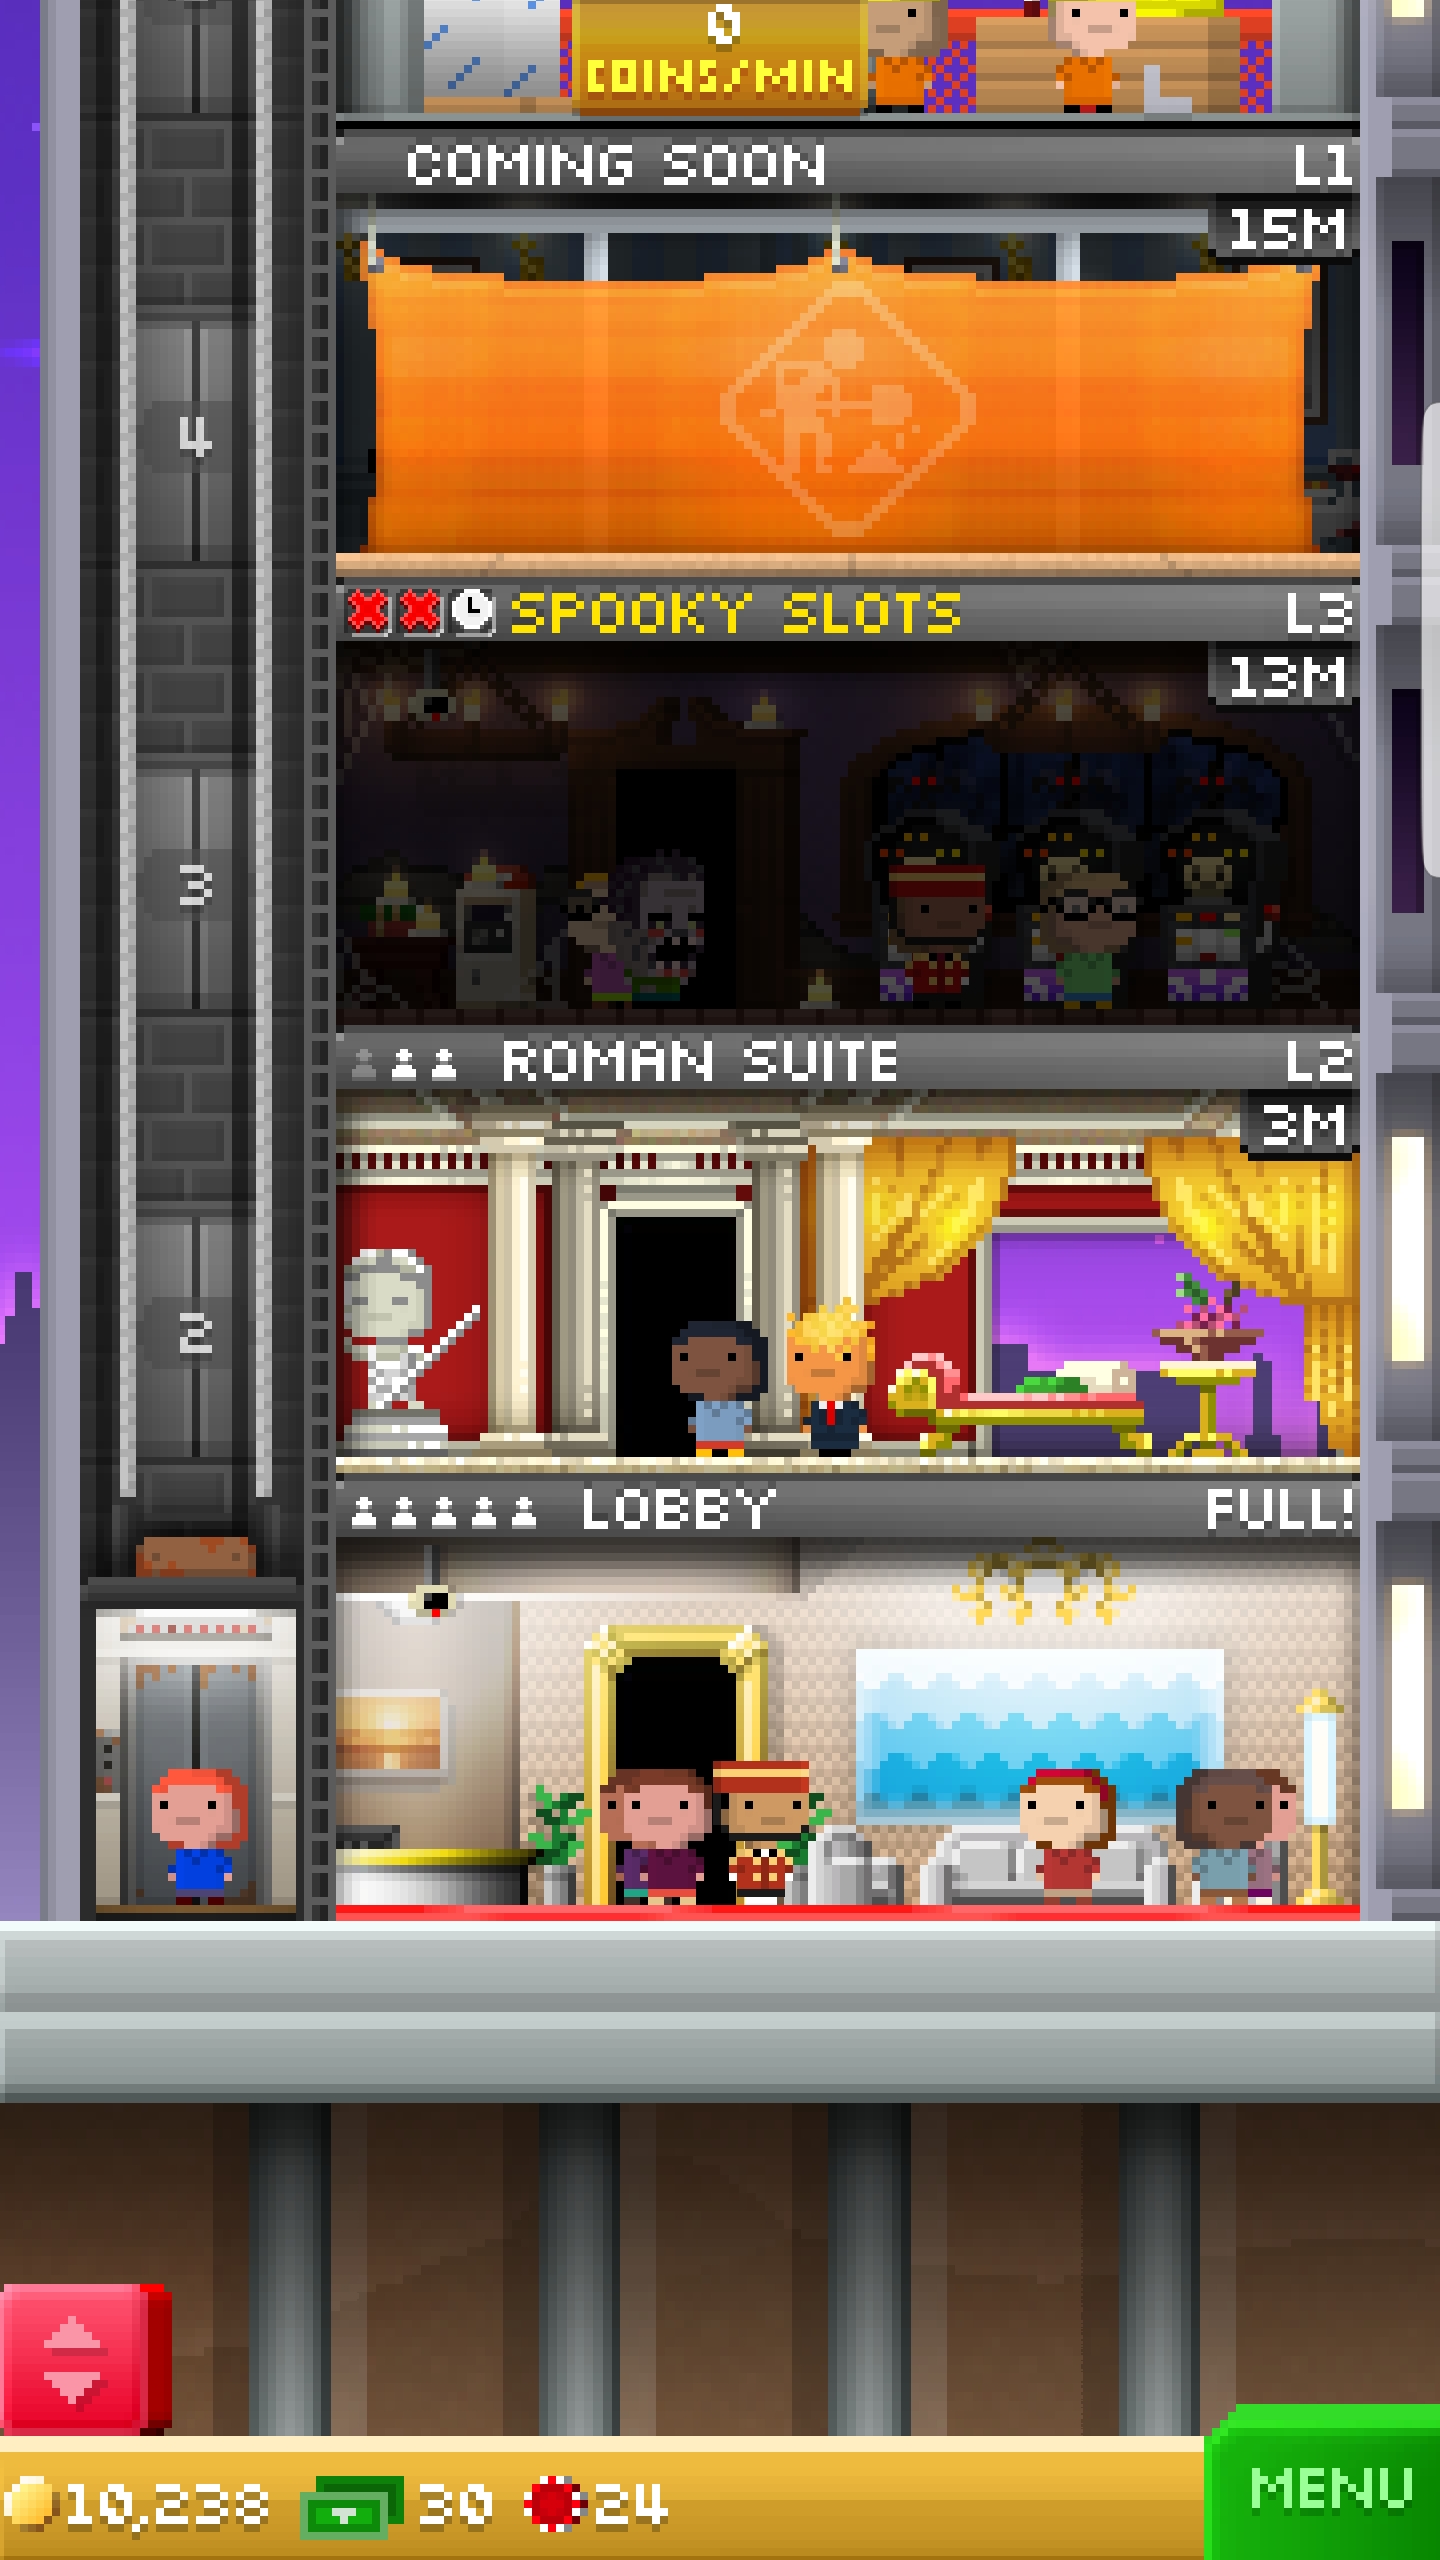 0
COINS/MIN
COMING SOON L1
15M
4
SPOOKY SLOTS L3
13M
3
ROMAN SUITE L2
3M
2
LOBBY FULL!
10,238 30 24
MENU